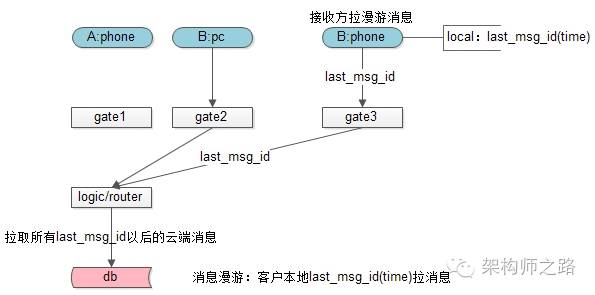 接收方拉漫游消息
A:phone
B:pc
B:phone
local：last_msg_id(time)
last_msg_id
gate1
gate2
gate3
last_msg_id
logic/router
拉取所有last_msg_id以后的云端消息
db
消息漫游：客户本地last_msg_id(time)拉消息
架构师之路